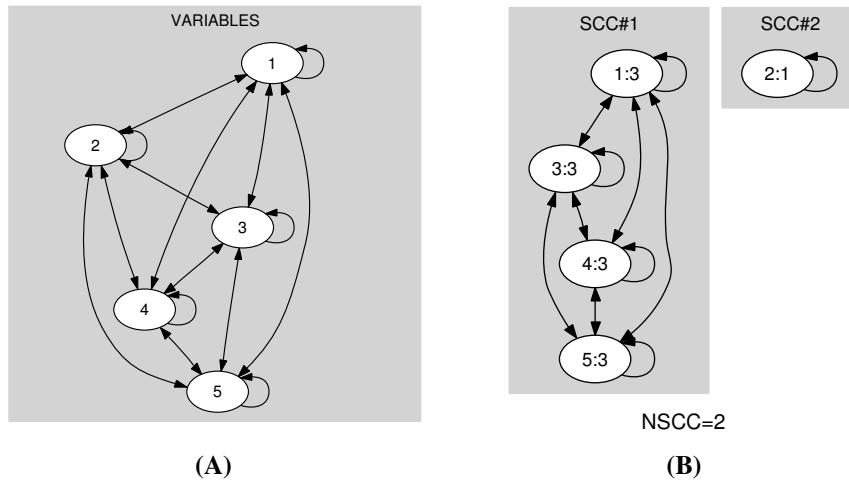 VARIABLES
1
2
3
4
5
(A)
SCC#1
1:3
3:3
4:3
5:3
SCC#2
2:1
NSCC=2
(B)